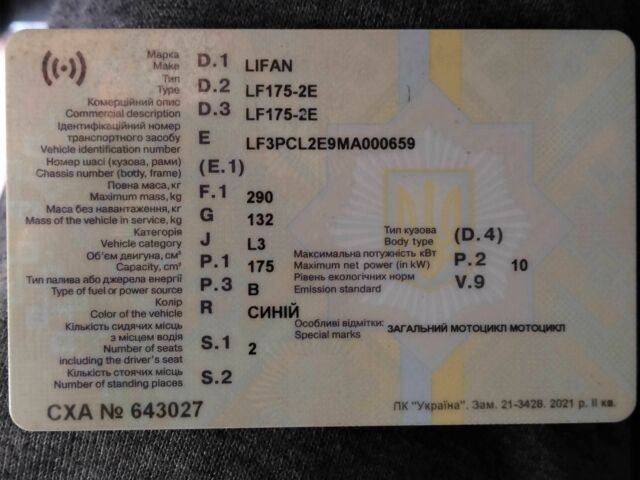 Марка
Make D.1 LIFAN
Тип
Type D.2 LF175-2E
Комерційний опис
Commercial description D.3 LF175-2E
Ідентифікаційний номер
транспортного засобу
Vehicle identification number E LF3PCL2E9MA000659
Номер шасі (кузова, рами)
Chassis number (body, frame) (E.1)
Повна маса, кг
Maximum mass, kg F.1 290
Маса без навантаження, кг
Mass of the vehicle in service, kg G 132
Категорія
Vehicle category J L3
Тип кузова
Body type (D.4)
Об'єм двигуна, см³
Capacity, cm³ P.1 175
Максимальна потужність кВт
Maximum net power (in kW) P.2 10
Тип палива або джерела енергії
Type of fuel or power source P.3 B
Рівень екологічних норм
Emission standard V.9
Колір
Color of the vehicle R СИНІЙ
Особливі відмітки: ЗАГАЛЬНИЙ МОТОЦИКЛ МОТОЦИКЛ
Special marks
Кількість сидячих місць
з місцем водія
Number of seats
including the driver's seat S.1 2
Кількість стоячих місць
Number of standing places S.2
СХА № 643027
ПК "Україна". Зам. 21-3428. 2021 р. II кв.